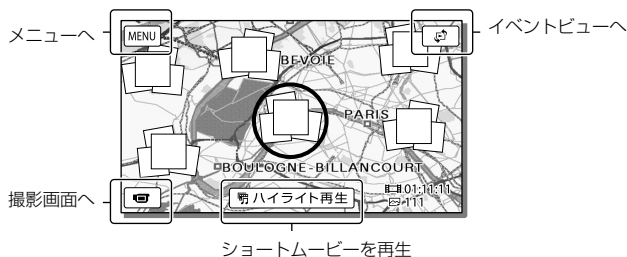 メニューへ
MENU
イベントビューへ
BEVOIE
PARIS
BOULOGNE-BILLANCOURT
01:11:11
111
撮影画面へ
ハイライト再生
ショートムービーを再生